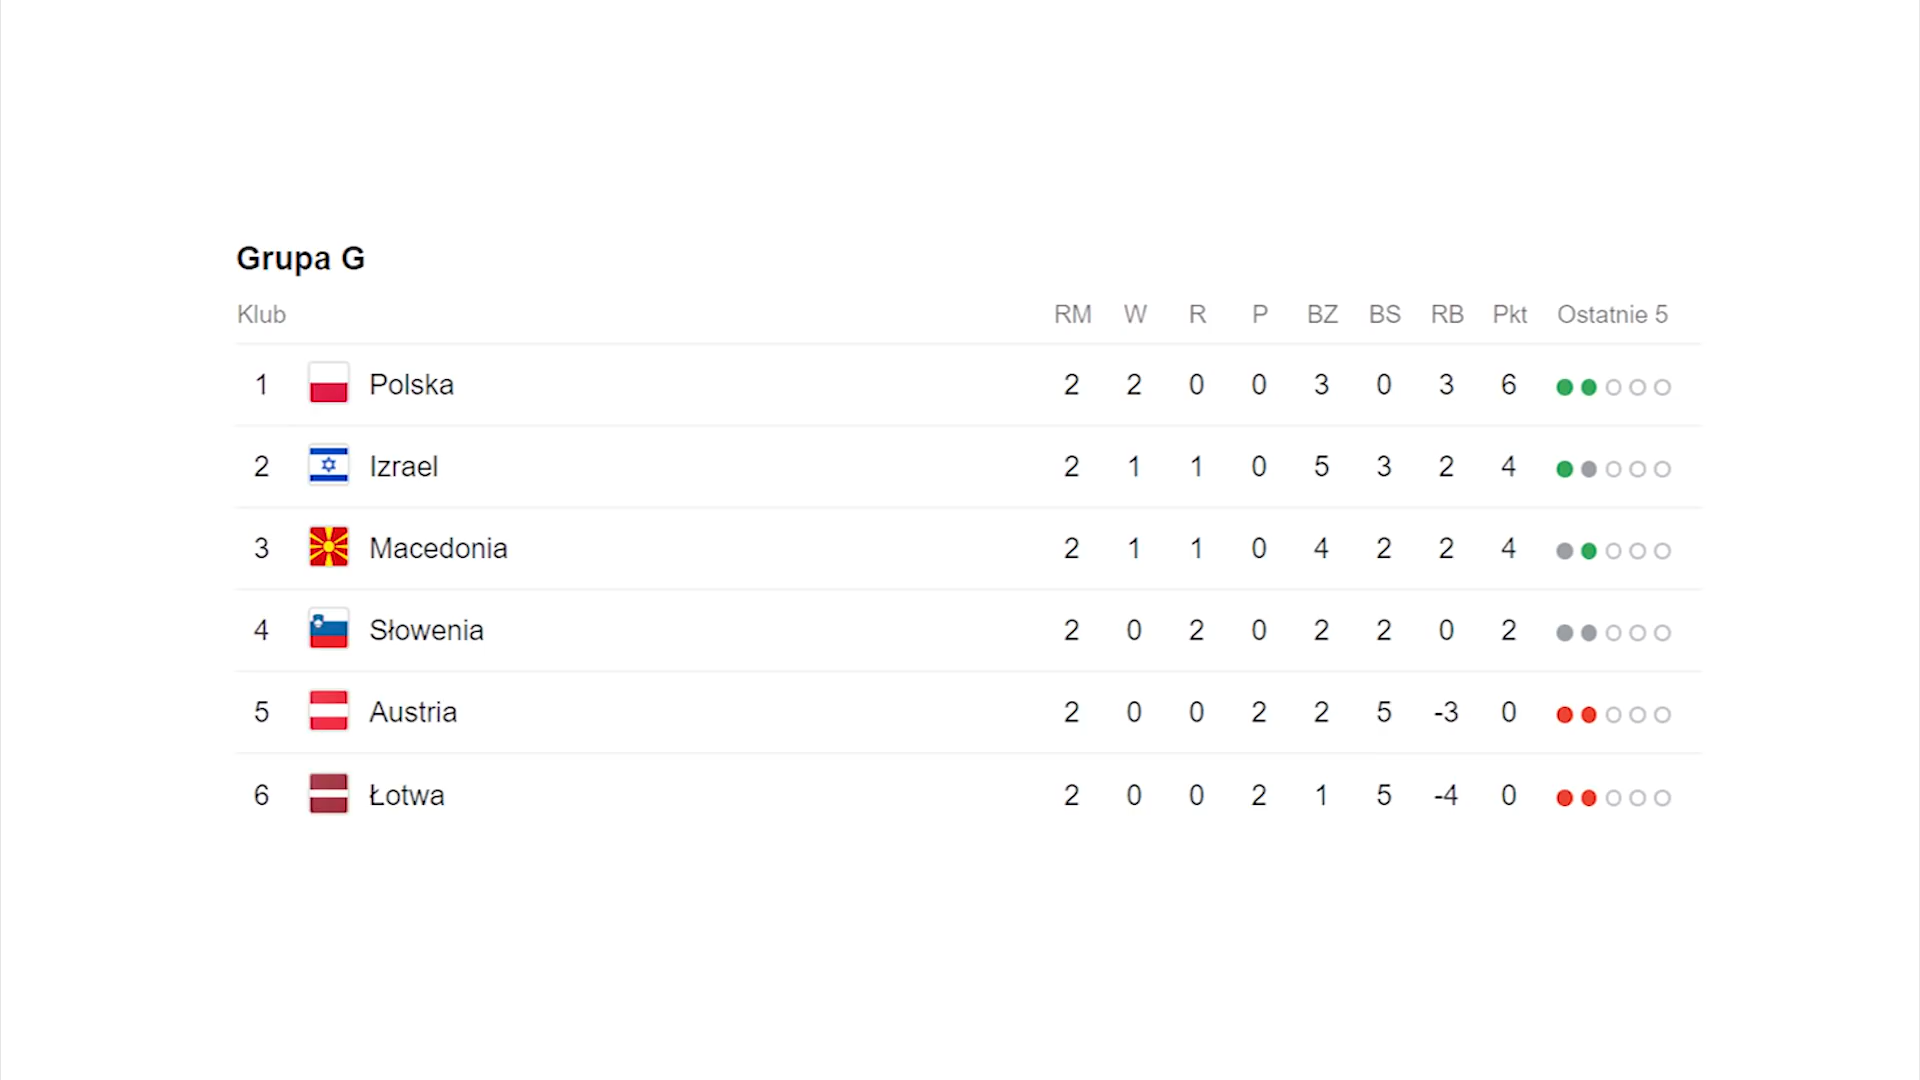 Grupa G
Klub RM W R P BZ BS RB Pkt Ostatnie 5
1 Polska 2 2 0 0 3 0 3 6
2 Izrael 2 1 1 0 5 3 2 4
3 Macedonia 2 1 1 0 4 2 2 4
4 Słowenia 2 0 2 0 2 2 0 2
5 Austria 2 0 0 2 2 5 -3 0
6 Łotwa 2 0 0 2 1 5 -4 0